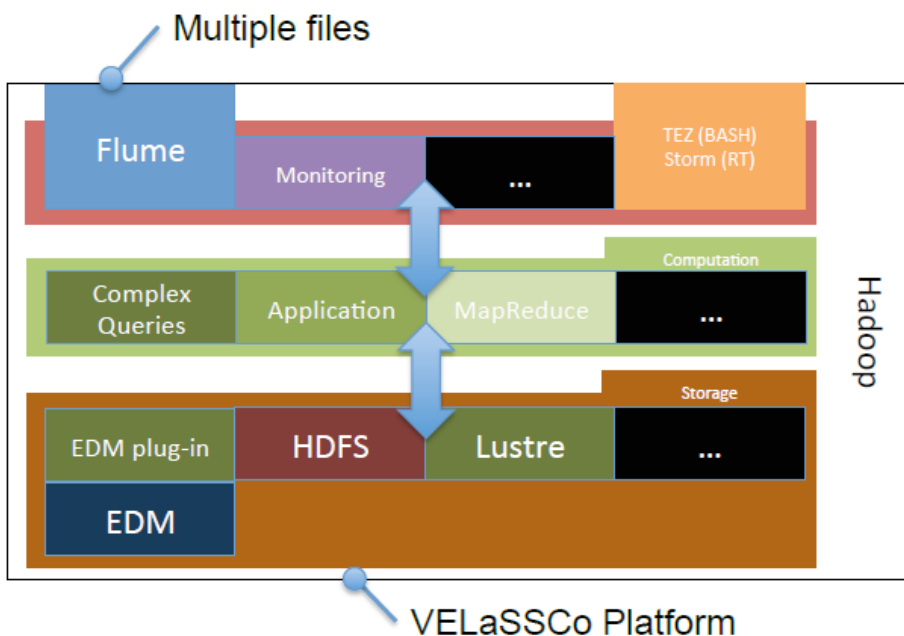 Multiple files
Flume
Monitoring
...
TEZ (BASH)
Storm (RT)
Computation
Complex
Queries
Application
MapReduce
...
Storage
EDM plug-in
HDFS
Lustre
...
EDM
Hadoop
VELaSSCo Platform